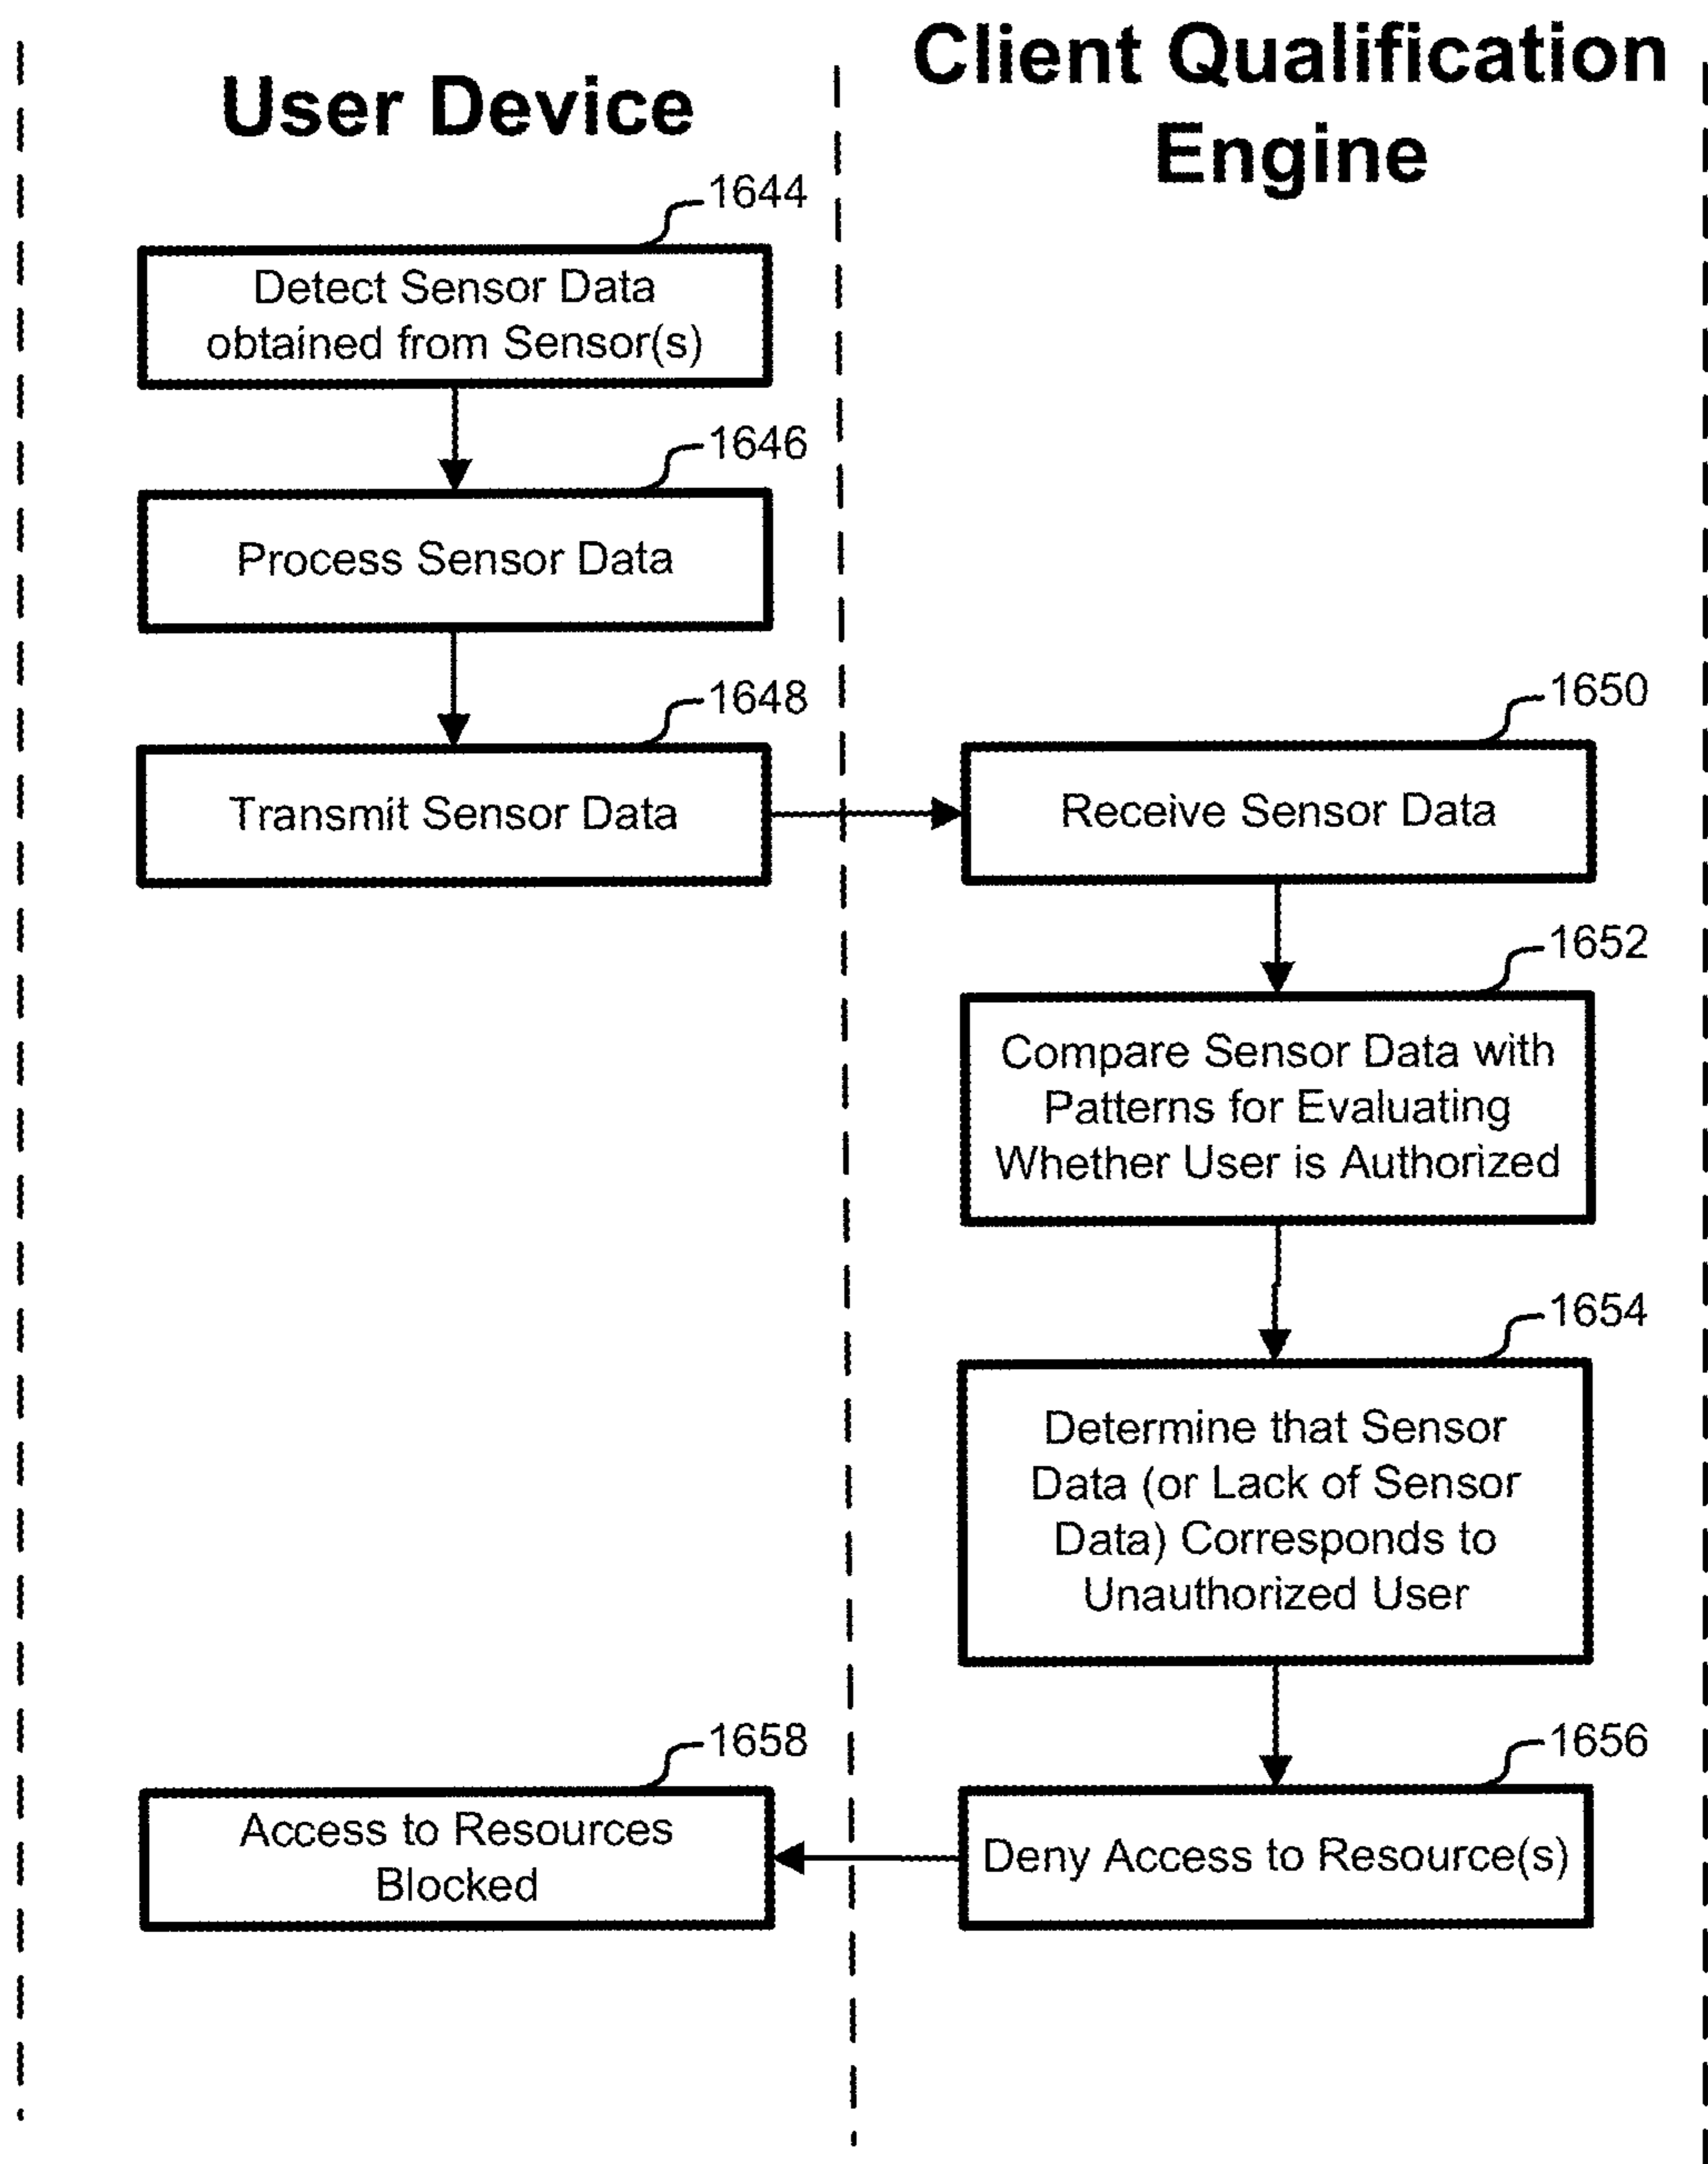 User Device
Client Qualification
Engine
1644
Detect Sensor Data
obtained from Sensor(s)
1646
Process Sensor Data
1648
Transmit Sensor Data
1650
Receive Sensor Data
1652
Compare Sensor Data with
Patterns for Evaluating
Whether User is Authorized
1654
Determine that Sensor
Data (or Lack of Sensor
Data) Corresponds to
Unauthorized User
1656
Deny Access to Resource(s)
1658
Access to Resources
Blocked